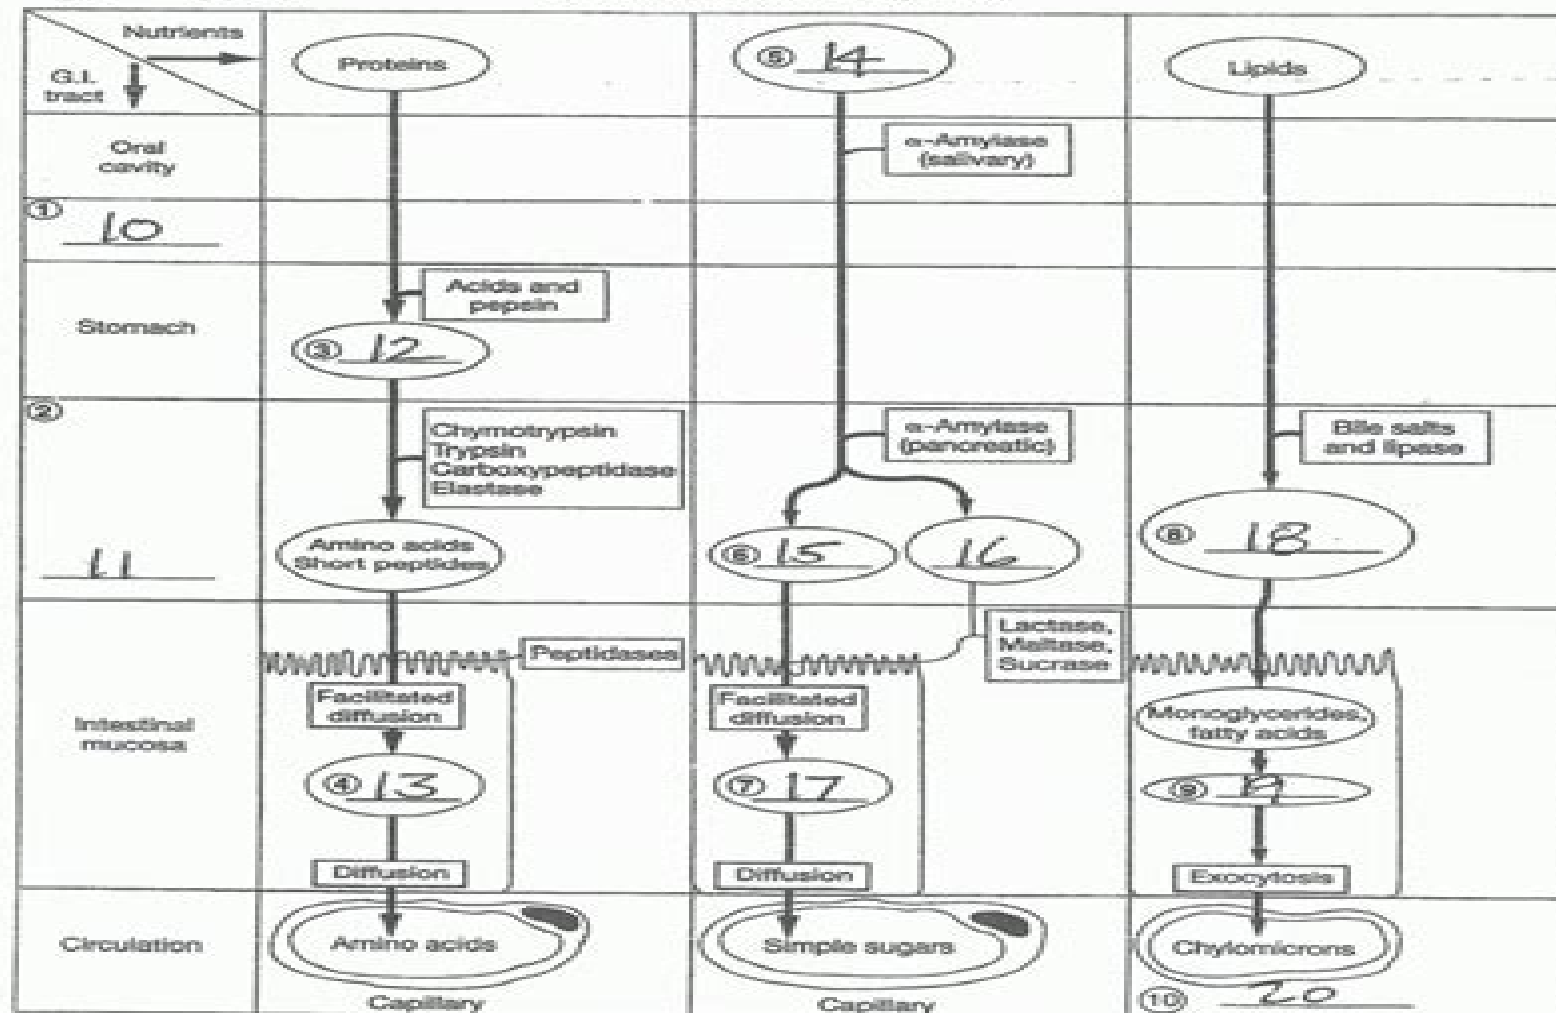 Nutrients
G.I.
tract
Proteins
⑤ 14
Lipids
Oral
cavity
α-Amylase
(salivary)
① 10
Stomach
Acids and
pepsin
③ 12
②
11
Chymotrypsin
Trypsin
Carboxypeptidase
Elastase
Amino acids
Short peptides
α-Amylase
(pancreatic)
⑥ 15
16
Bile salts
and lipase
⑧ 18
Intestinal
mucosa
Peptidases
Facilitated
diffusion
④ 13
Diffusion
Lactase,
Maltase,
Sucrase
Facilitated
diffusion
⑦ 17
Diffusion
Monoglycerides,
fatty acids
⑨ 19
Exocytosis
Circulation
Amino acids
Capillary
Simple sugars
Capillary
Chylomicrons
⑩ 20